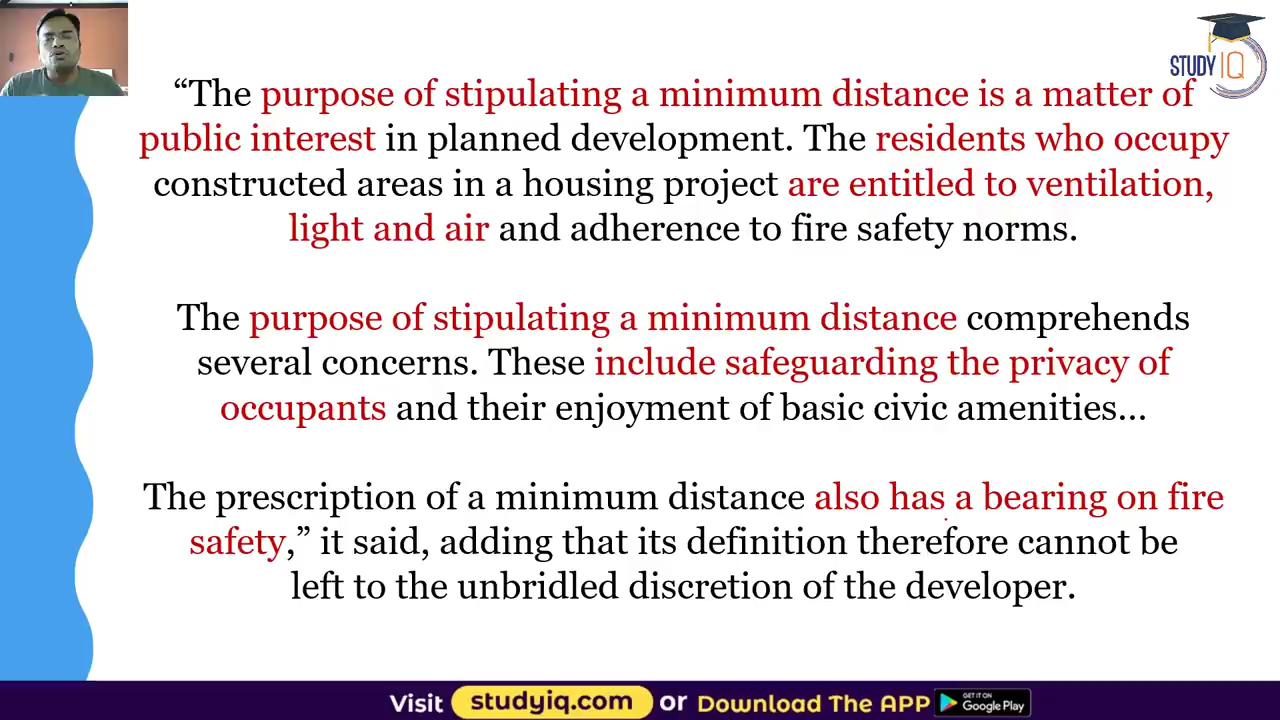 STUDY IQ
“The purpose of stipulating a minimum distance is a matter of
public interest in planned development. The residents who occupy
constructed areas in a housing project are entitled to ventilation,
light and air and adherence to fire safety norms.
The purpose of stipulating a minimum distance comprehends
several concerns. These include safeguarding the privacy of
occupants and their enjoyment of basic civic amenities...
The prescription of a minimum distance also has a bearing on fire
safety,” it said, adding that its definition therefore cannot be
left to the unbridled discretion of the developer.
Visit studyiq.com or Download The APP GET IT ON Google Play